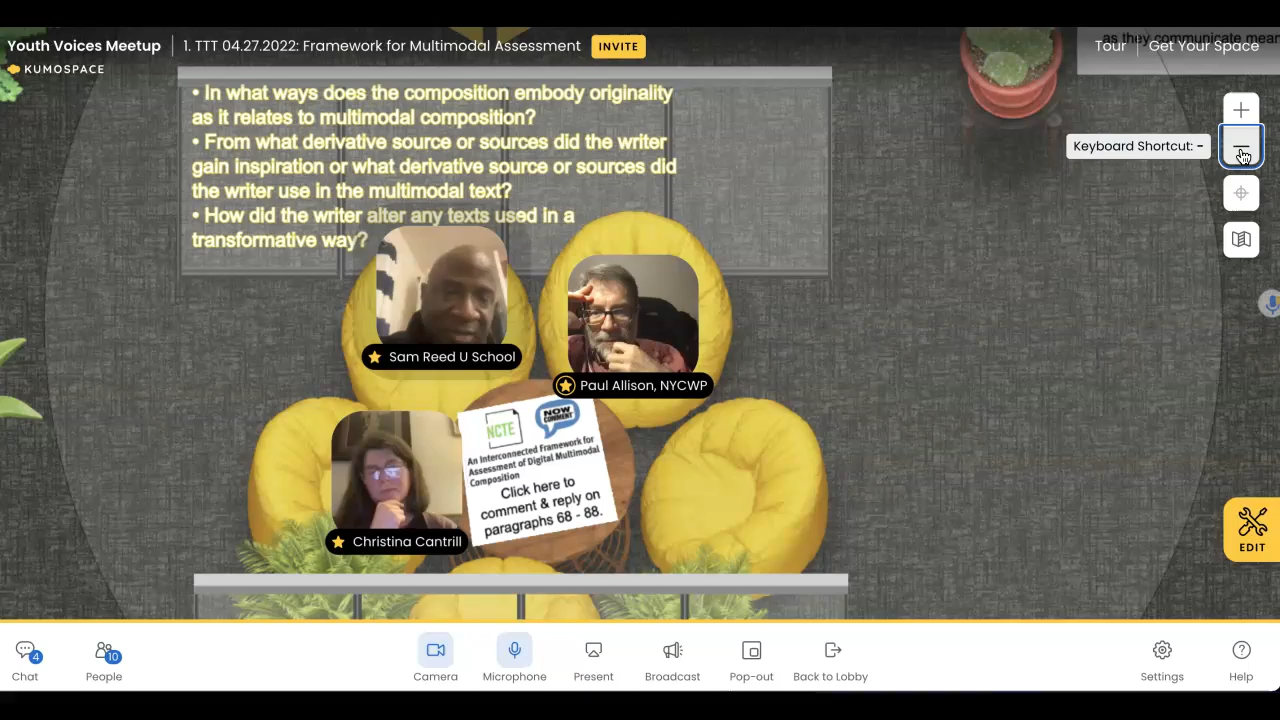 Youth Voices Meetup
1. TTT 04.27.2022: Framework for Multimodal Assessment
INVITE
KUMOSPACE
as they communicate mean
Tour
Get Your Space
• In what ways does the composition embody originality
as it relates to multimodal composition?
• From what derivative source or sources did the writer
gain inspiration or what derivative source or sources did
the writer use in the multimodal text?
• How did the writer alter any texts used in a
transformative way?
Keyboard Shortcut: -
Sam Reed U School
Paul Allison, NYCWP
NCTE
NOW
COMMENT
An Interconnected Framework for
Assessment of Digital Multimodal
Composition
Click here to
comment & reply on
paragraphs 68 - 88.
Christina Cantrill
EDIT
4
Chat
10
People
Camera
Microphone
Present
Broadcast
Pop-out
Back to Lobby
Settings
Help